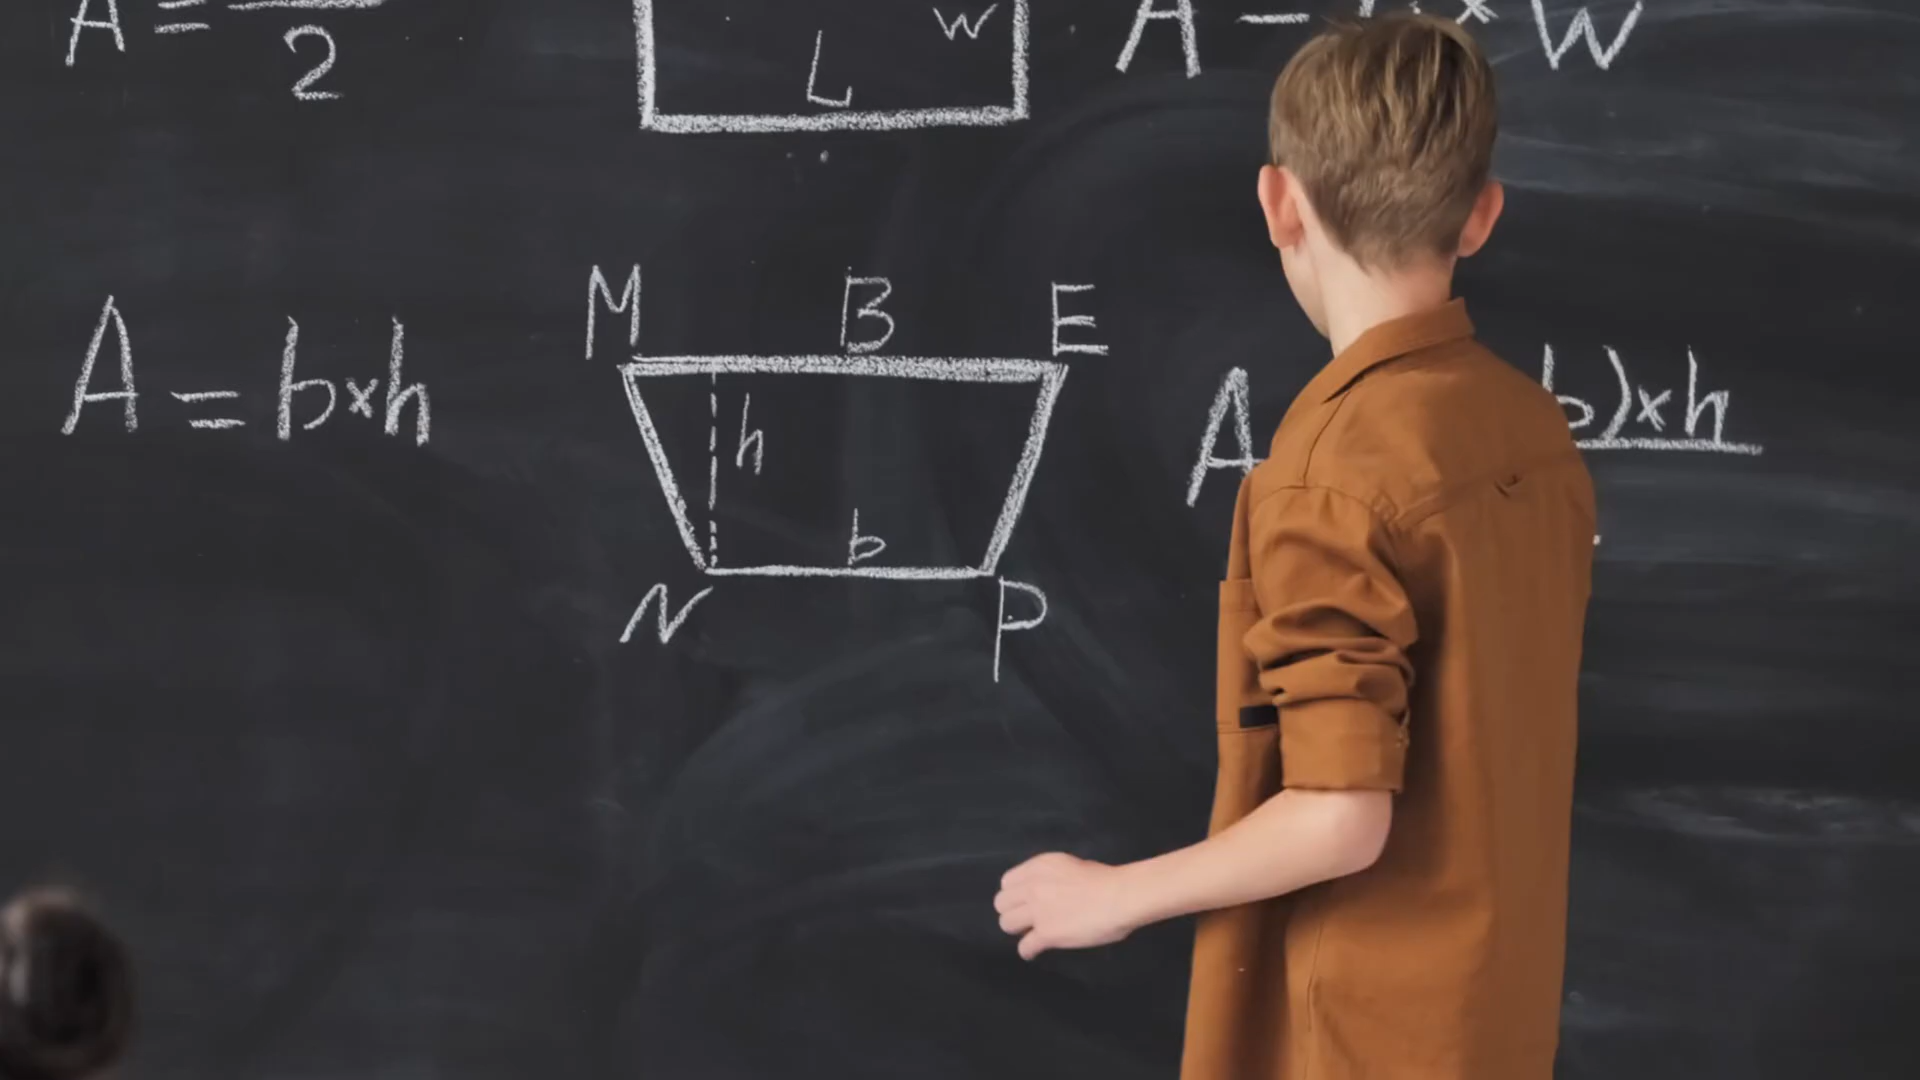 A =
2
W
L
A =
× W
M B E
A = b×h
h
A
b)×h
b
N P